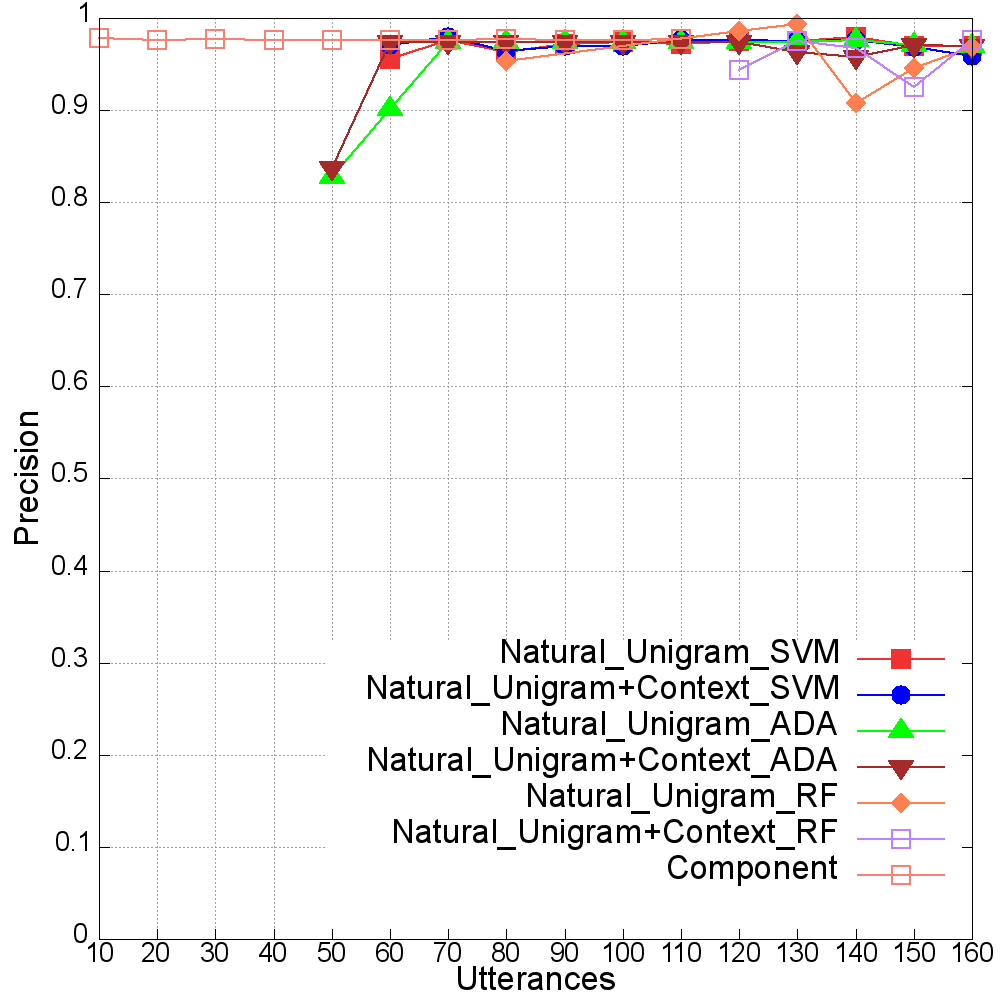 1
0.9
0.8
0.7
0.6
0.5
0.4
0.3
0.2
0.1
0
Precision
Natural_Unigram_SVM
Natural_Unigram+Context_SVM
Natural_Unigram_ADA
Natural_Unigram+Context_ADA
Natural_Unigram_RF
Natural_Unigram+Context_RF
Component
10 20 30 40 50 60 70 80 90 100 110 120 130 140 150 160
Utterances